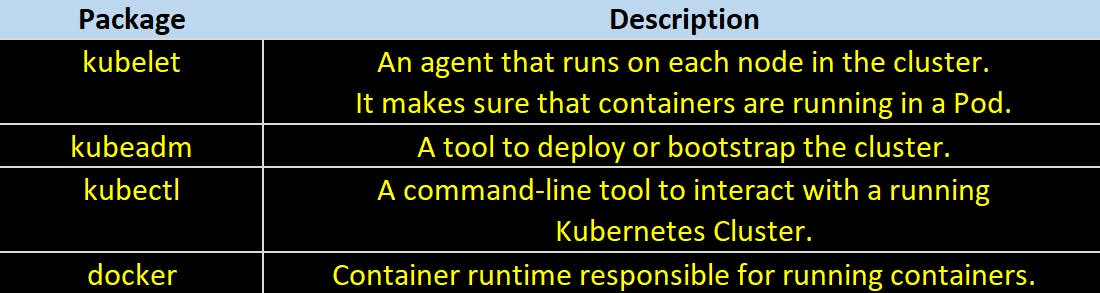 Package Description
kubelet An agent that runs on each node in the cluster.
It makes sure that containers are running in a Pod.
kubeadm A tool to deploy or bootstrap the cluster.
kubectl A command-line tool to interact with a running
Kubernetes Cluster.
docker Container runtime responsible for running containers.